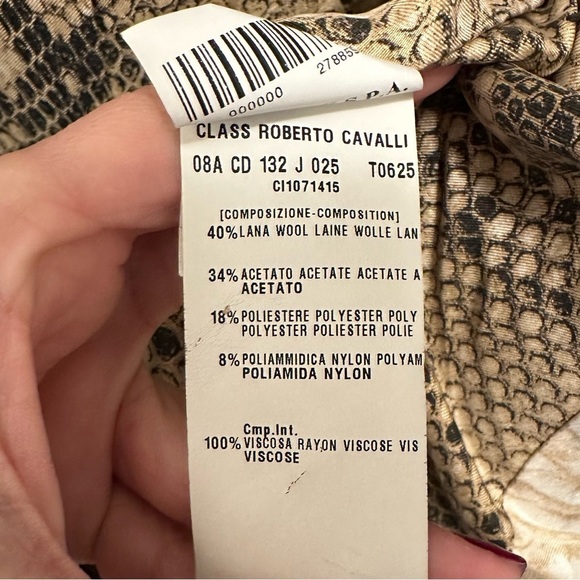 000000
S.P.A.
CLASS ROBERTO CAVALLI
08A CD 132 J 025 T0625
CI1071415
[COMPOSIZIONE-COMPOSITION]
40%LANA WOOL LAINE WOLLE LAN
34%ACETATO ACETATE ACETATE A
ACETATO
18%POLIESTERE POLYESTER POLY
POLYESTER POLIESTER POLIE
8%POLIAMMIDICA NYLON POLYAM
POLIAMIDA NYLON
Cmp.Int.
100%VISCOSA RAYON VISCOSE VIS
VISCOSE